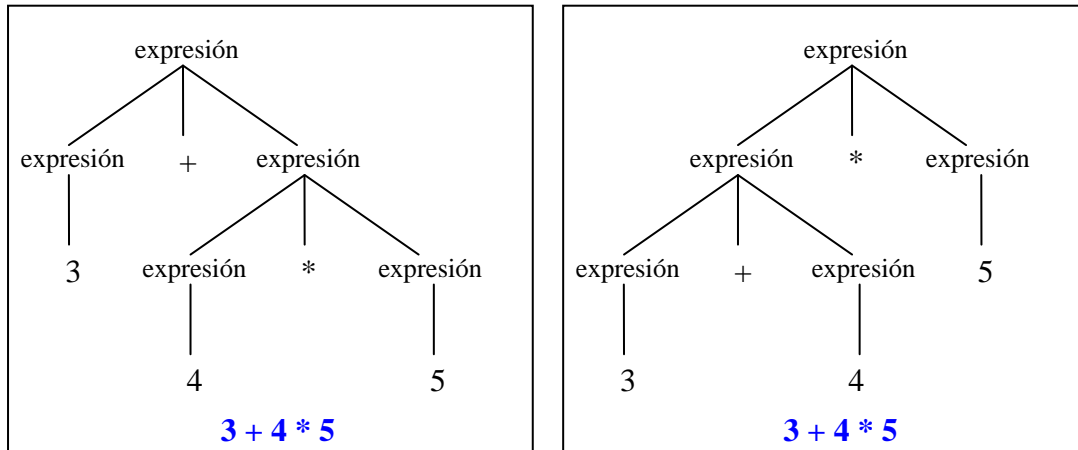 expresión
expresión + expresión
3 expresión * expresión
4 5
3 + 4 * 5
expresión
expresión * expresión
expresión + expresión 5
3 4
3 + 4 * 5